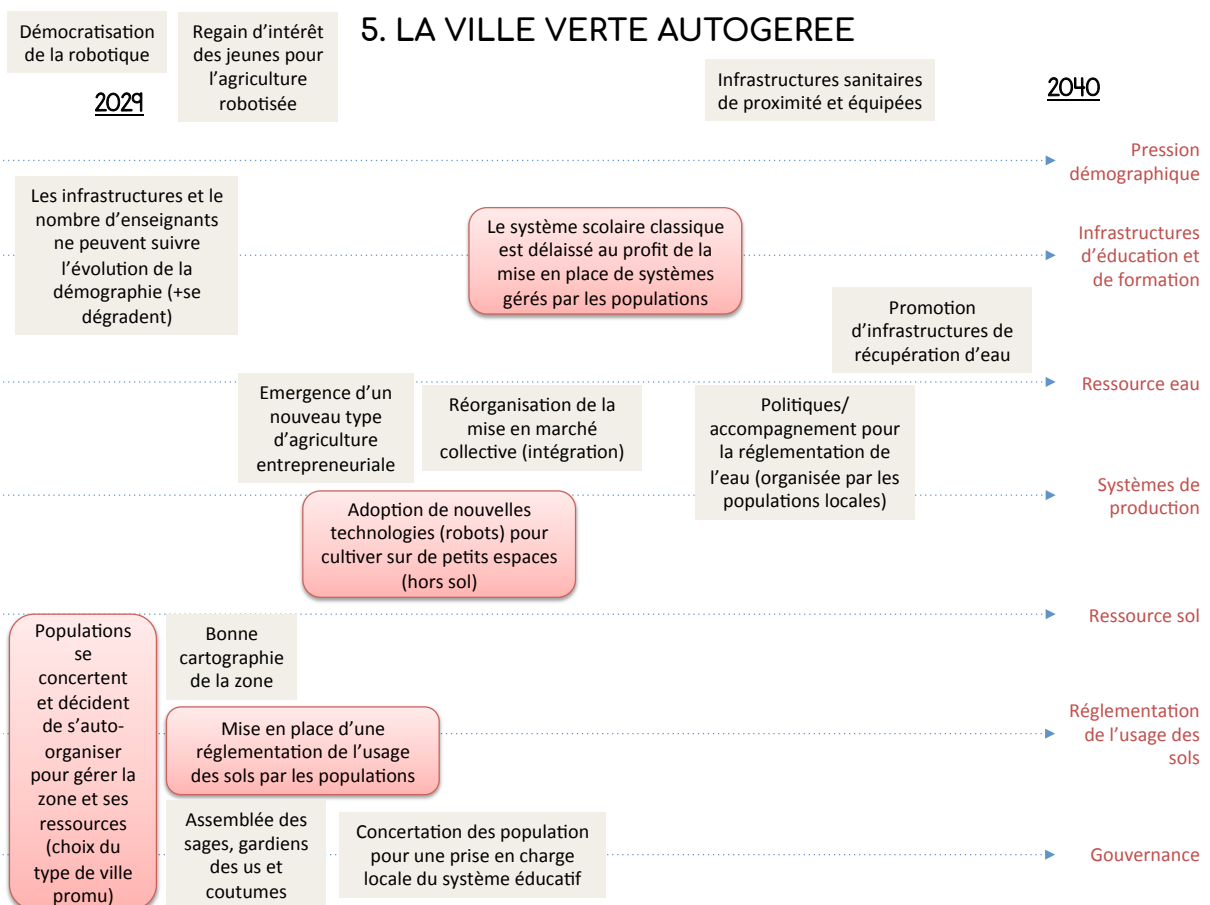 5. LA VILLE VERTE AUTOGEREE
Démocratisation
de la robotique
Regain d'intérêt
des jeunes pour
l'agriculture
robotisée
Infrastructures sanitaires
de proximité et équipées
2029
2040
Pression
démographique
Les infrastructures et le
nombre d'enseignants
ne peuvent suivre
l'évolution de la
démographie (+se
dégradent)
Le système scolaire classique
est délaissé au profit de la
mise en place de systèmes
gérés par les populations
Infrastructures
d'éducation et
de formation
Promotion
d'infrastructures de
récupération d'eau
Ressource eau
Emergence d'un
nouveau type
d'agriculture
entrepreneuriale
Réorganisation de la
mise en marché
collective (intégration)
Politiques/
accompagnement pour
la réglementation de
l'eau (organisée par les
populations locales)
Systèmes de
production
Adoption de nouvelles
technologies (robots) pour
cultiver sur de petits espaces
(hors sol)
Ressource sol
Populations
se
concertent
et décident
de s'auto-
organiser
pour gérer la
zone et ses
ressources
(choix du
type de ville
promu)
Bonne
cartographie
de la zone
Mise en place d'une
réglementation de l'usage
des sols par les populations
Réglementation
de l'usage des
sols
Assemblée des
sages, gardiens
des us et
coutumes
Concertation des population
pour une prise en charge
locale du système éducatif
Gouvernance